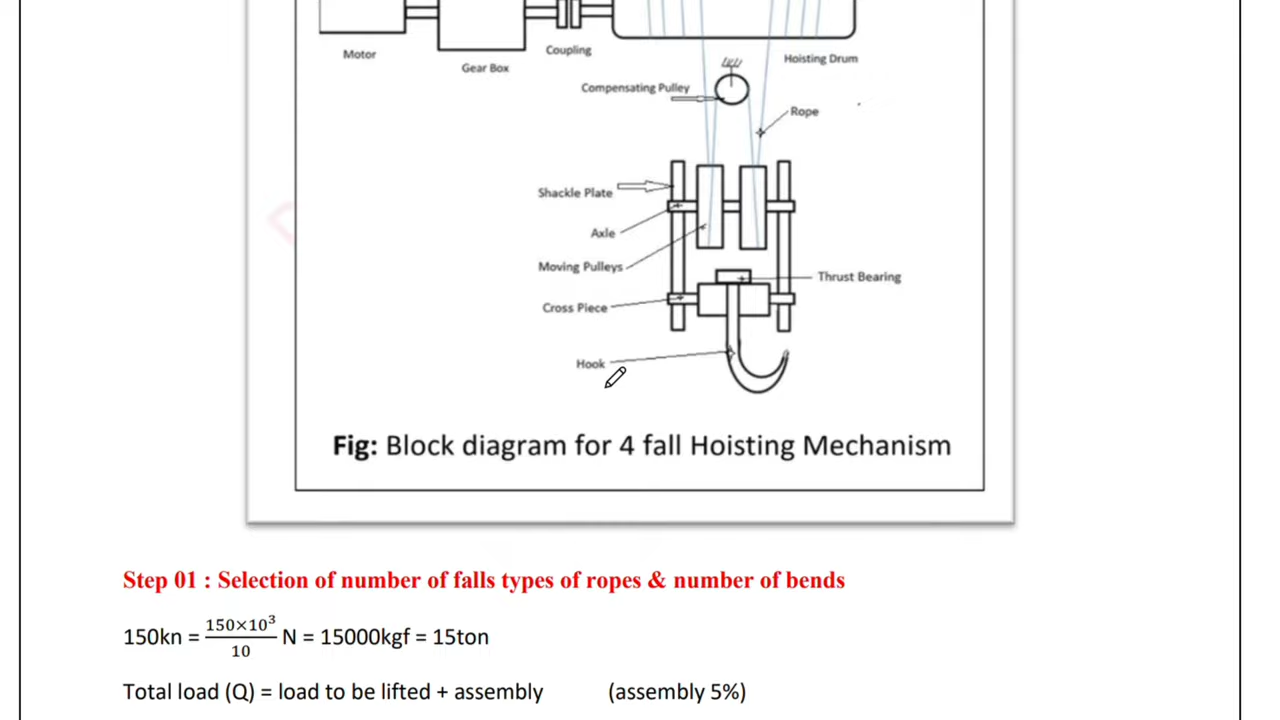 Motor
Gear Box
Coupling
Hoisting Drum
Compensating Pulley
Rope
Shackle Plate
Axle
Moving Pulleys
Thrust Bearing
Cross Piece
Hook
Fig: Block diagram for 4 fall Hoisting Mechanism
Step 01 : Selection of number of falls types of ropes & number of bends
150kn = 150×10³/10 N = 15000kgf = 15ton
Total load (Q) = load to be lifted + assembly (assembly 5%)